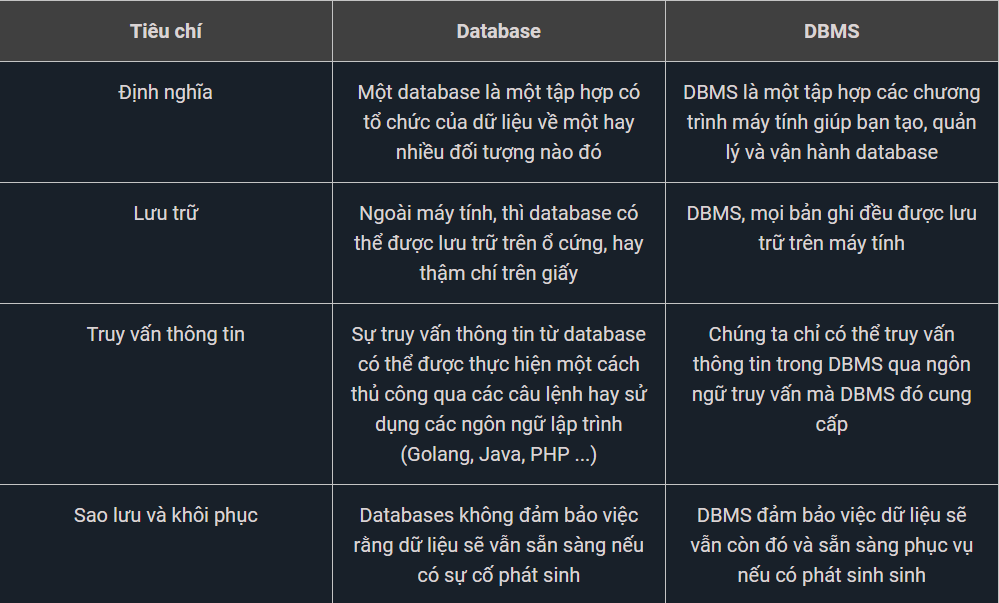 Tiêu chí
Database
DBMS
Định nghĩa
Một database là một tập hợp có
tổ chức của dữ liệu về một hay
nhiều đối tượng nào đó
DBMS là một tập hợp các chương
trình máy tính giúp bạn tạo, quản
lý và vận hành database
Lưu trữ
Ngoài máy tính, thì database có
thể được lưu trữ trên ổ cứng, hay
thậm chí trên giấy
DBMS, mọi bản ghi đều được lưu
trữ trên máy tính
Truy vấn thông tin
Sự truy vấn thông tin từ database
có thể được thực hiện một cách
thủ công qua các câu lệnh hay sử
dụng các ngôn ngữ lập trình
(Golang, Java, PHP ...)
Chúng ta chỉ có thể truy vấn
thông tin trong DBMS qua ngôn
ngữ truy vấn mà DBMS đó cung
cấp
Sao lưu và khôi phục
Databases không đảm bảo việc
rằng dữ liệu sẽ vẫn sẵn sàng nếu
có sự cố phát sinh
DBMS đảm bảo việc dữ liệu sẽ
vẫn còn đó và sẵn sàng phục vụ
nếu có phát sinh sinh